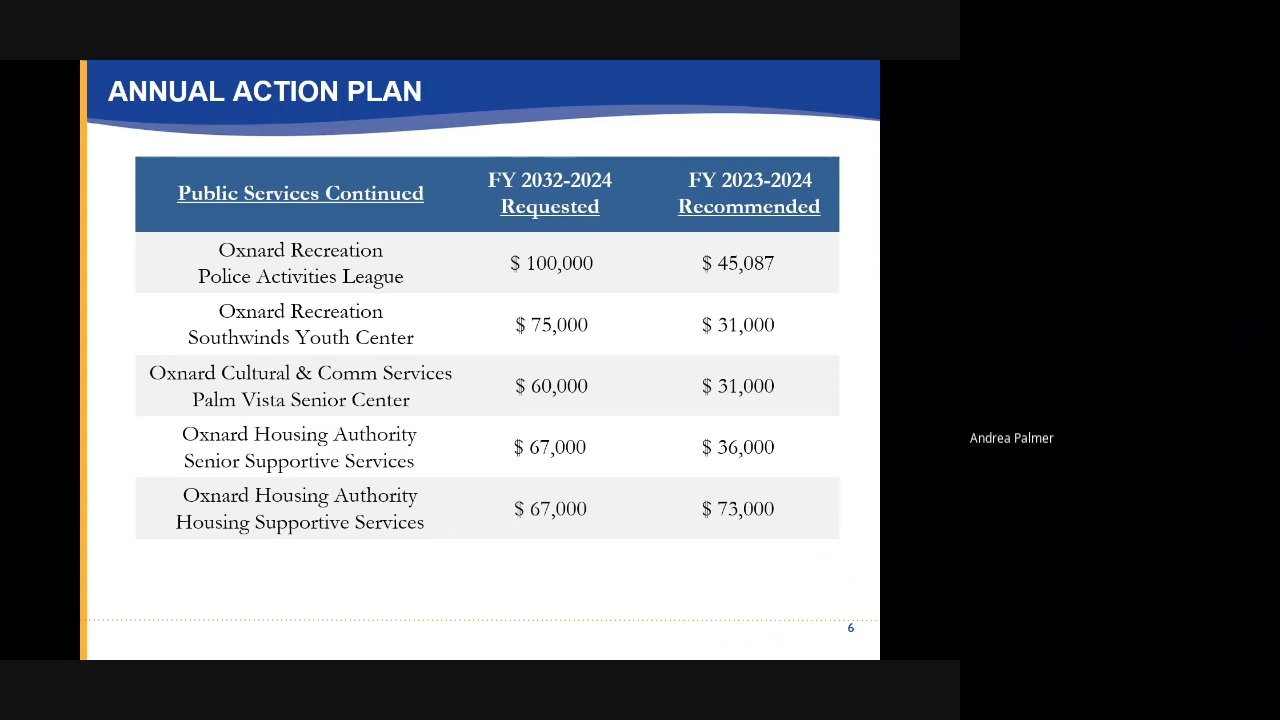 ANNUAL ACTION PLAN
Public Services Continued
FY 2032-2024
Requested
FY 2023-2024
Recommended
Oxnard Recreation
Police Activities League
$ 100,000
$ 45,087
Oxnard Recreation
Southwinds Youth Center
$ 75,000
$ 31,000
Oxnard Cultural & Comm Services
Palm Vista Senior Center
$ 60,000
$ 31,000
Oxnard Housing Authority
Senior Supportive Services
$ 67,000
$ 36,000
Oxnard Housing Authority
Housing Supportive Services
$ 67,000
$ 73,000
6
Andrea Palmer